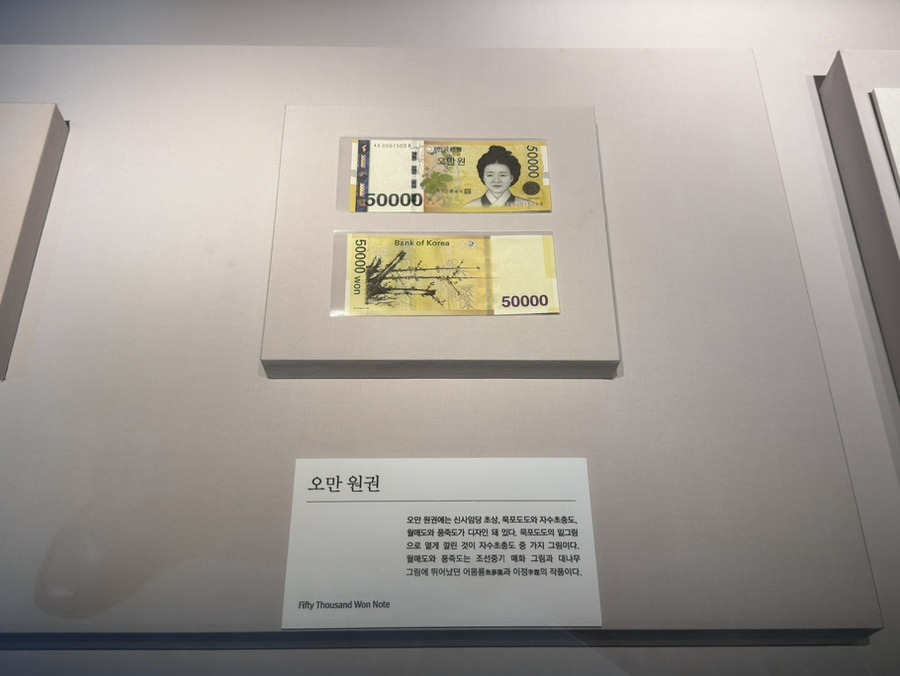 한국은행
오만 원
50000
50000
Bank of Korea
50000 won
50000
오만 원권
오만 원권에는 신사임당 초상, 묵포도도와 자수초충도,
월매도와 풍죽도가 디자인 돼 있다. 묵포도도의 밑그림
으로 옅게 깔린 것이 자수초충도 중 가지 그림이다.
월매도와 풍죽도는 조선중기 매화 그림과 대나무
그림에 뛰어났던 어몽룡魚夢龍과 이정李霆의 작품이다.
Fifty Thousand Won Note